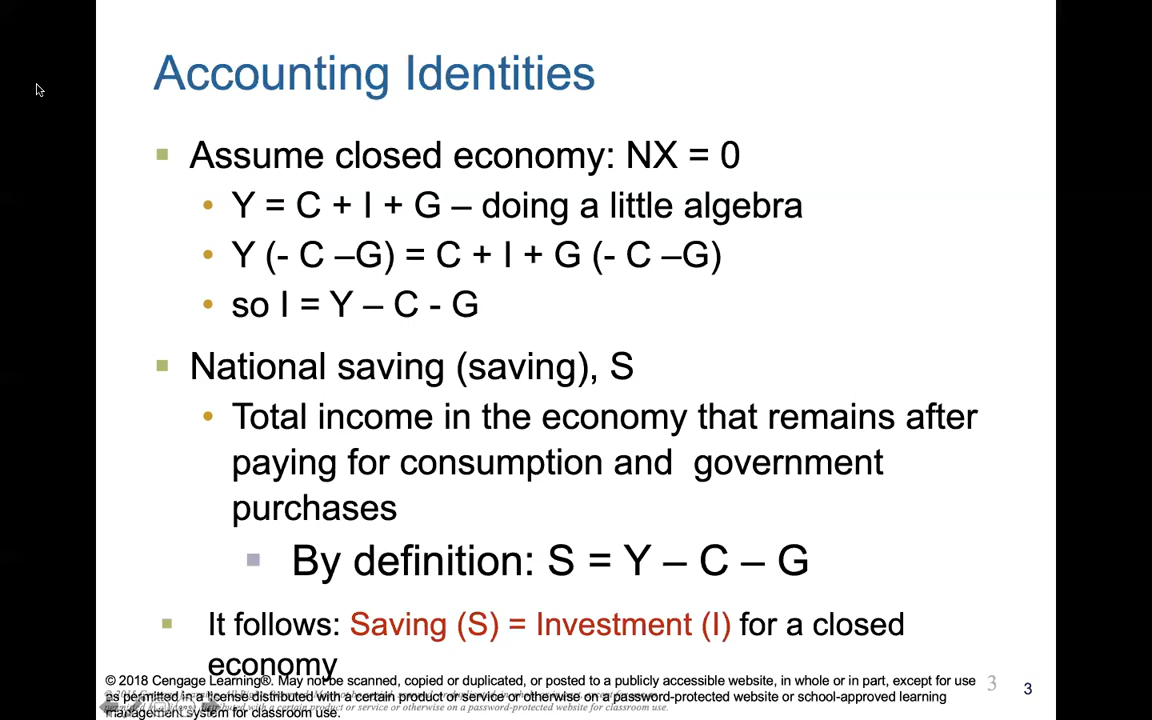 Accounting Identities
Assume closed economy: NX = 0
Y = C + I + G – doing a little algebra
Y (- C –G) = C + I + G (- C –G)
so I = Y – C - G
National saving (saving), S
Total income in the economy that remains after
paying for consumption and government
purchases
By definition: S = Y – C – G
It follows: Saving (S) = Investment (I) for a closed
economy
© 2018 Cengage Learning®. May not be scanned, copied or duplicated, or posted to a publicly accessible website, in whole or in part, except for use
as permitted in a license distributed with a certain product or service or otherwise on a password-protected website or school-approved learning
management system for classroom use.
3
3